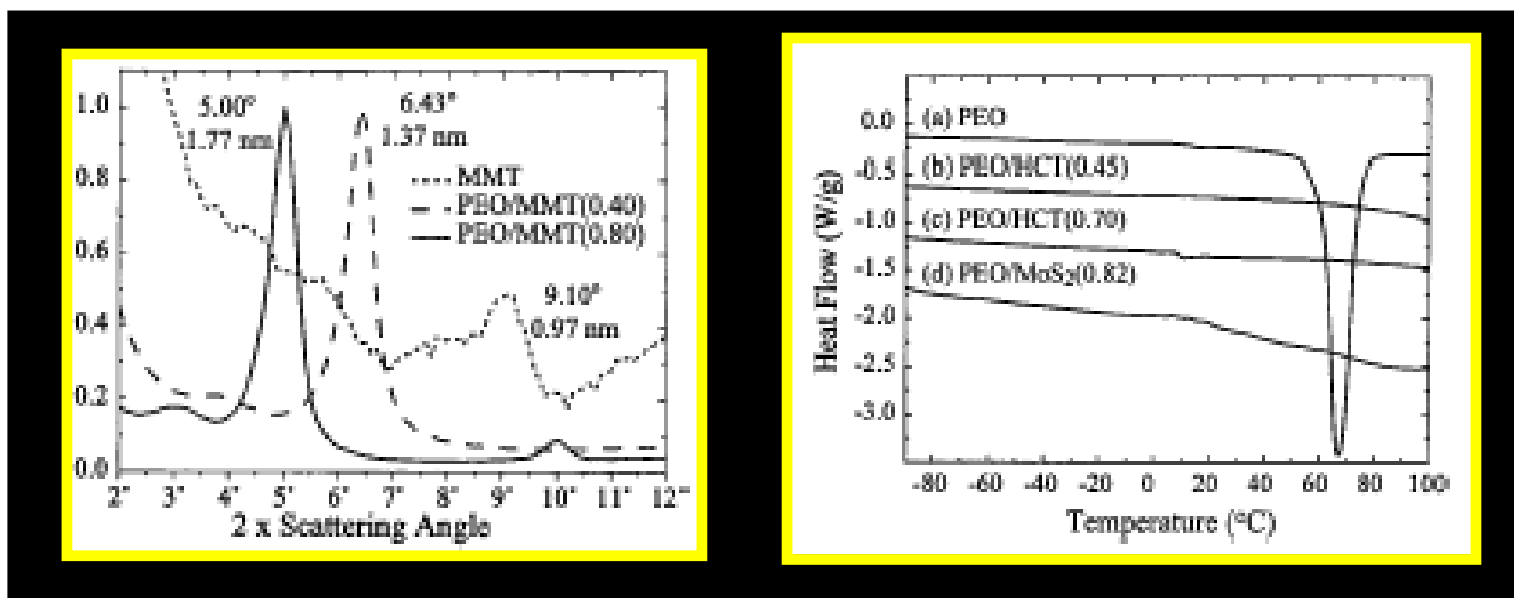 1.0
0.8
0.6
0.4
0.2
0.0
5.00°
1.77 nm
6.43°
1.37 nm
MMT
PEO/MMT(0.40)
PEO/MMT(0.80)
9.10°
0.97 nm
2° 3° 4° 5° 6° 7° 8° 9° 10° 11° 12°
2 x Scattering Angle
Heat Flow (W/g)
0.0
-0.5
-1.0
-1.5
-2.0
-2.5
-3.0
(a) PEO
(b) PEO/HCT(0.45)
(c) PEO/HCT(0.70)
(d) PEO/MoS₂(0.82)
-80 -60 -40 -20 0 20 40 60 80 100
Temperature (°C)